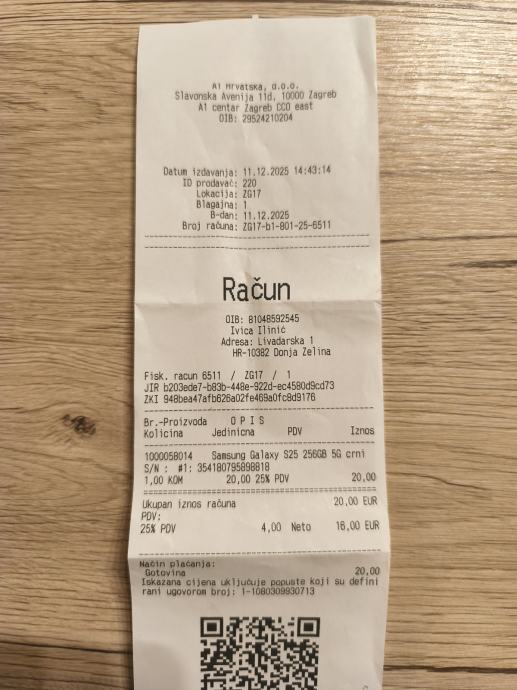 A1 Hrvatska, d.o.o.
Slavonska Avenija 11d, 10000 Zagreb
A1 centar Zagreb CCO east
OIB: 29524210204
Datum izdavanja: 11.12.2025 14:43:14
ID prodavač: 220
Lokacija: ZG17
Blagajna: 1
B-dan: 11.12.2025
Broj računa: ZG17-b1-801-25-6511
Račun
OIB: 81048592545
Ivica Ilinić
Adresa: Livadarska 1
HR-10382 Donja Zelina
Fisk. racun 6511 / ZG17 / 1
JIR b203ede7-b83b-448e-922d-ec4580d9cd73
ZKI 948bea47afb626a02fe469a0fc8d9176
Br.-Proizvoda O P I S
Kolicina Jedinicna PDV Iznos
1000058014 Samsung Galaxy S25 256GB 5G crni
S/N : #1: 354180795898818
1,00 KOM 20,00 25% PDV 20,00
Ukupan iznos računa 20,00 EUR
PDV:
25% PDV 4,00 Neto 16,00 EUR
Način plaćanja:
Gotovina 20,00
Iskazana cijena uključuje popuste koji su defini
rani ugovorom broj: 1-1080309930713